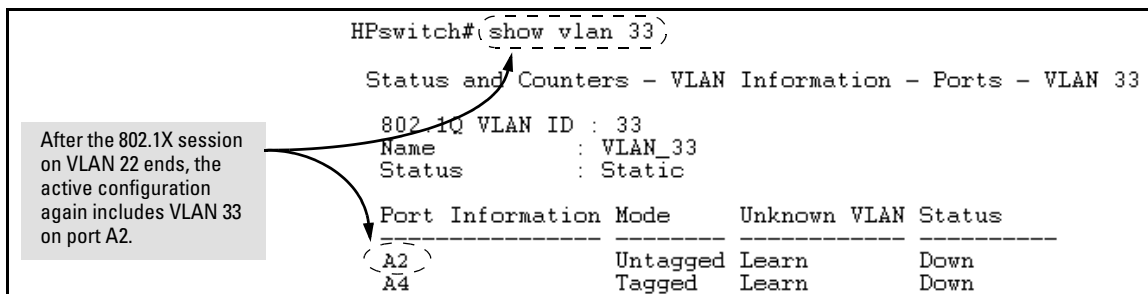 HPswitch# show vlan 33
Status and Counters - VLAN Information - Ports - VLAN 33
802.1Q VLAN ID : 33
Name : VLAN_33
Status : Static
After the 802.1X session
on VLAN 22 ends, the
active configuration
again includes VLAN 33
on port A2.
Port Information Mode Unknown VLAN Status
---------------- -------- ------------ ----------
A2 Untagged Learn Down
A4 Tagged Learn Down